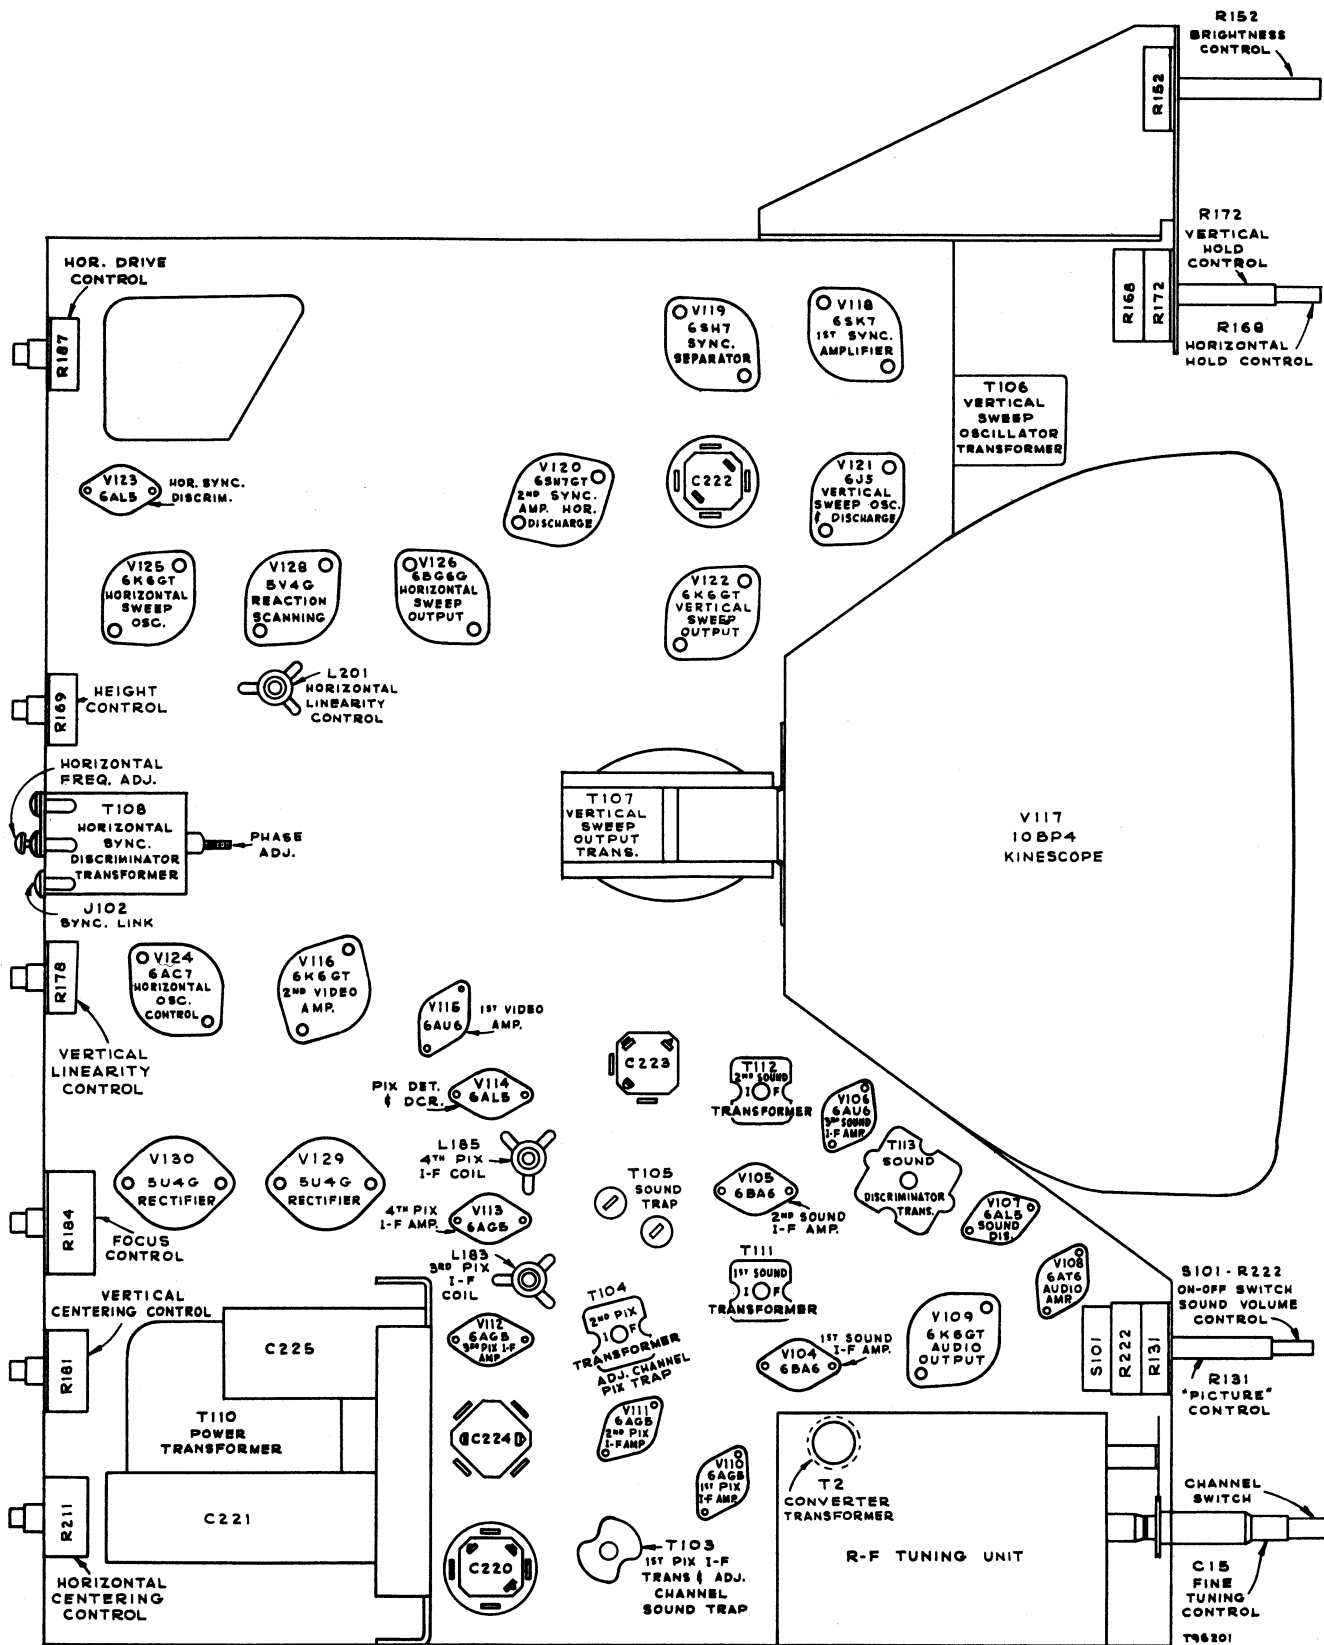 R152
BRIGHTNESS
CONTROL
R152
R172
VERTICAL
HOLD
CONTROL
R168
R172
R168
HORIZONTAL
HOLD CONTROL
HOR. DRIVE
CONTROL
R187
V119
6SH7
SYNC.
SEPARATOR
V118
6SK7
1ST SYNC.
AMPLIFIER
T106
VERTICAL
SWEEP
OSCILLATOR
TRANSFORMER
V123
6AL5
HOR. SYNC.
DISCRIM.
V120
6SN7GT
2ND SYNC.
AMP. HOR.
DISCHARGE
C222
V121
6J5
VERTICAL
SWEEP OSC.
& DISCHARGE
V125
6K6GT
HORIZONTAL
SWEEP
OSC.
V128
5V4G
REACTION
SCANNING
V126
6BG6G
HORIZONTAL
SWEEP
OUTPUT
V122
6K6GT
VERTICAL
SWEEP
OUTPUT
R169
HEIGHT
CONTROL
L201
HORIZONTAL
LINEARITY
CONTROL
HORIZONTAL
FREQ. ADJ.
T108
HORIZONTAL
SYNC.
DISCRIMINATOR
TRANSFORMER
PHASE
ADJ.
J102
SYNC. LINK
T107
VERTICAL
SWEEP
OUTPUT
TRANS.
V117
10BP4
KINESCOPE
R178
V124
6AC7
HORIZONTAL
OSC.
CONTROL
V116
6K6GT
2ND VIDEO
AMP.
V115
6AU6
1ST VIDEO
AMP.
VERTICAL
LINEARITY
CONTROL
PIX DET.
& DCR.
V114
6AL5
C223
T112
2ND SOUND
I F
TRANSFORMER
V106
6AU6
3RD SOUND
I-F AMP.
L185
4TH PIX
I-F COIL
T113
SOUND
DISCRIMINATOR
TRANS.
V130
5U4G
RECTIFIER
V129
5U4G
RECTIFIER
T105
SOUND
TRAP
V105
6BA6
2ND SOUND
I-F AMP.
V107
6AL5
SOUND
DIS.
4TH PIX
I-F AMP.
V113
6AG5
R184
FOCUS
CONTROL
L183
3RD PIX
I-F
COIL
T111
1ST SOUND
I F
TRANSFORMER
V108
6AT6
AUDIO
AMP.
S101-R222
ON-OFF SWITCH
SOUND VOLUME
CONTROL
VERTICAL
CENTERING CONTROL
T104
2ND PIX
I F
TRANSFORMER
ADJ. CHANNEL
PIX TRAP
V112
6AG5
3RD PIX I-F
AMP
V109
6K6GT
AUDIO
OUTPUT
1ST SOUND
I-F AMP.
V104
6BA6
S101
R222
R131
R131
"PICTURE"
CONTROL
R181
C225
T110
POWER
TRANSFORMER
C224
V111
6AG5
2ND PIX
I-F AMP
V110
6AG5
1ST PIX
I-F AMP.
T2
CONVERTER
TRANSFORMER
CHANNEL
SWITCH
R211
C221
C220
T103
1ST PIX I-F
TRANS & ADJ.
CHANNEL
SOUND TRAP
R-F TUNING UNIT
HORIZONTAL
CENTERING
CONTROL
C15
FINE
TUNING
CONTROL
T96201